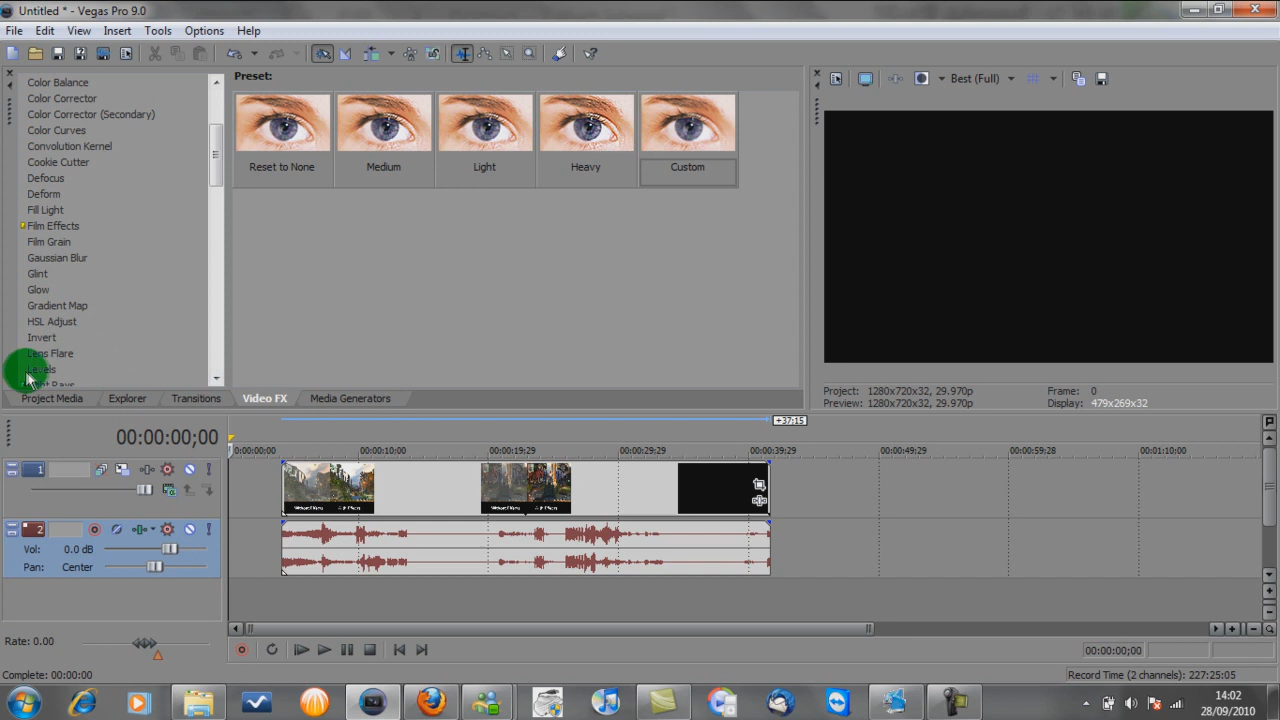 Untitled * - Vegas Pro 9.0
File Edit View Insert Tools Options Help
Color Balance
Color Corrector
Color Corrector (Secondary)
Color Curves
Convolution Kernel
Cookie Cutter
Defocus
Deform
Fill Light
Film Effects
Film Grain
Gaussian Blur
Glint
Glow
Gradient Map
HSL Adjust
Invert
Lens Flare
Levels
Preset:
Reset to None Medium Light Heavy Custom
Best (Full)
Project: 1280x720x32, 29.970p Frame: 0
Preview: 1280x720x32, 29.970p Display: 479x269x32
Project Media Explorer Transitions Video FX Media Generators
+37;15
00:00:00;00
00:00:00;00 00:00:10;00 00:00:19;29 00:00:29;29 00:00:39;29 00:00:49;29 00:00:59;28 00:01:10;00
1
2
Vol: 0.0 dB
Pan: Center
Rate: 0.00
00:00:00;00
Complete: 00:00:00
Record Time (2 channels): 227:25:05
14:02
28/09/2010